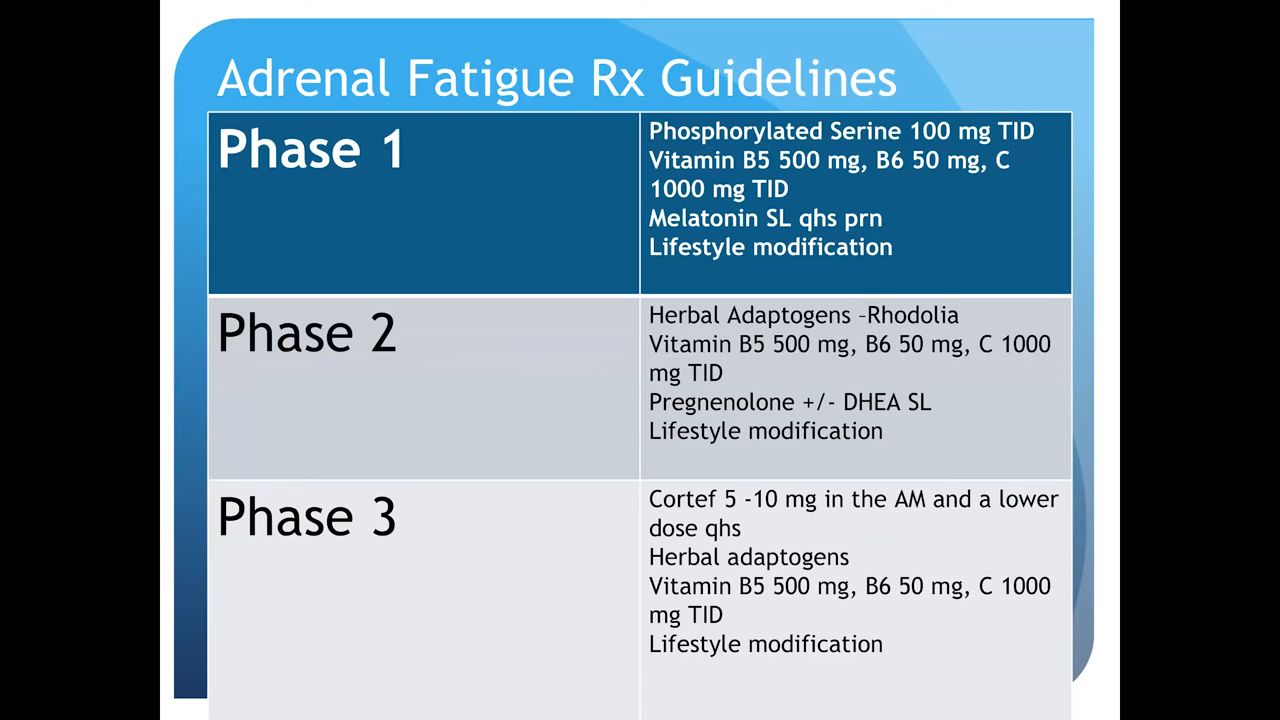 Adrenal Fatigue Rx Guidelines
Phase 1
Phosphorylated Serine 100 mg TID
Vitamin B5 500 mg, B6 50 mg, C
1000 mg TID
Melatonin SL qhs prn
Lifestyle modification
Phase 2
Herbal Adaptogens –Rhodolia
Vitamin B5 500 mg, B6 50 mg, C 1000
mg TID
Pregnenolone +/- DHEA SL
Lifestyle modification
Phase 3
Cortef 5 -10 mg in the AM and a lower
dose qhs
Herbal adaptogens
Vitamin B5 500 mg, B6 50 mg, C 1000
mg TID
Lifestyle modification